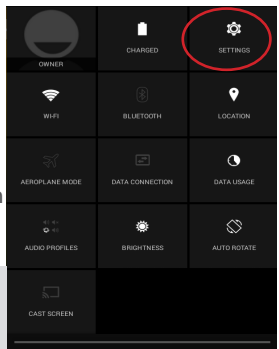 OWNER
CHARGED
SETTINGS
WI-FI
BLUETOOTH
LOCATION
AEROPLANE MODE
DATA CONNECTION
DATA USAGE
AUDIO PROFILES
BRIGHTNESS
AUTO ROTATE
CAST SCREEN